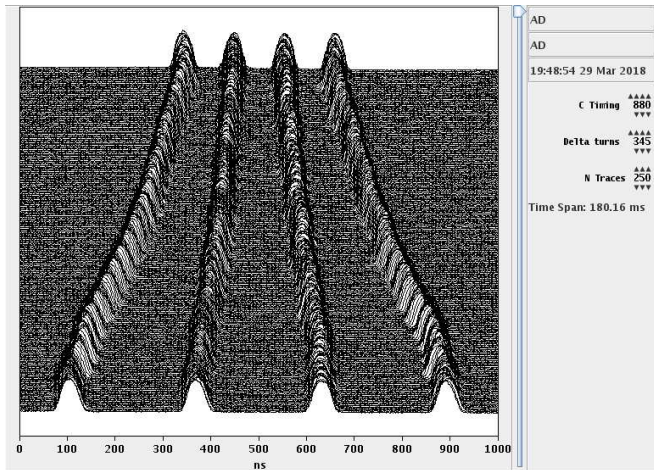 AD
AD
19:48:54 29 Mar 2018
C Timing 880
Delta turns 345
N Traces 250
Time Span: 180.16 ms
0 100 200 300 400 500 600 700 800 900 1000
ns